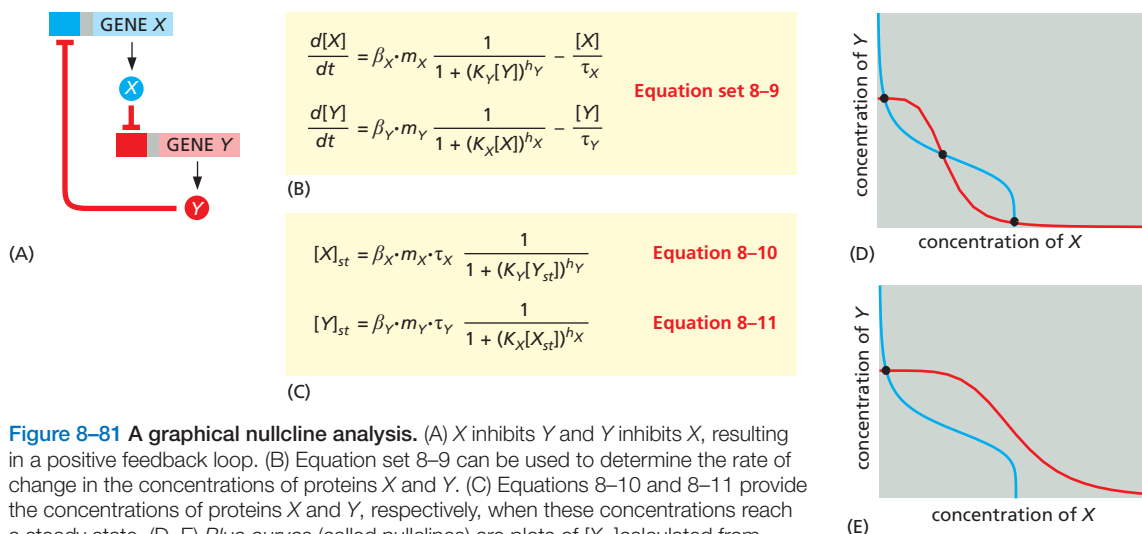 GENE X
X
GENE Y
Y
(A)
d[X]/dt = βX·mX 1/(1 + (KY[Y])^hY) − [X]/τX
Equation set 8–9
d[Y]/dt = βY·mY 1/(1 + (KX[X])^hX) − [Y]/τY
(B)
[X]st = βX·mX·τX 1/(1 + (KY[Yst])^hY) Equation 8–10
[Y]st = βY·mY·τY 1/(1 + (KX[Xst])^hX) Equation 8–11
(C)
concentration of Y
concentration of X
(D)
concentration of Y
concentration of X
(E)
Figure 8–81 A graphical nullcline analysis. (A) X inhibits Y and Y inhibits X, resulting
in a positive feedback loop. (B) Equation set 8–9 can be used to determine the rate of
change in the concentrations of proteins X and Y. (C) Equations 8–10 and 8–11 provide
the concentrations of proteins X and Y, respectively, when these concentrations reach